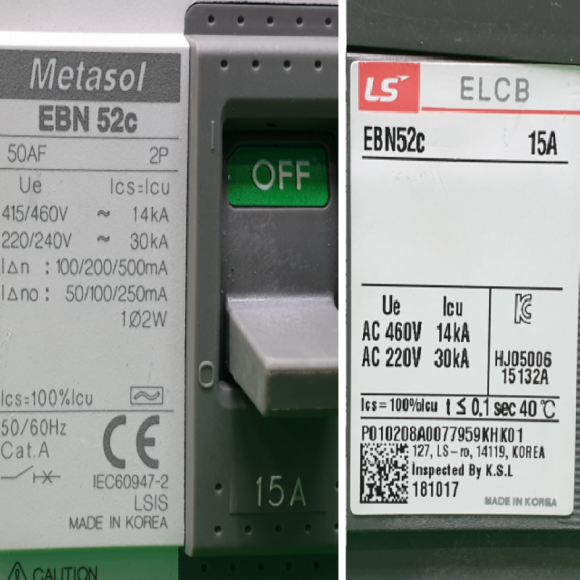 Metasol
EBN 52c
50AF 2P
Ue Ics=Icu
415/460V ~ 14kA
220/240V ~ 30kA
I∆n : 100/200/500mA
I∆no : 50/100/250mA
1Ø2W
Ics=100%Icu
50/60Hz
Cat.A
CE
IEC60947-2
LSIS
MADE IN KOREA
CAUTION
I
OFF
O
15A
LS ELCB
EBN52c 15A
Ue Icu
AC 460V 14kA
AC 220V 30kA
KC
HJ05006
15132A
Ics=100%Icu t ≤ 0.1 sec 40℃
P010208A0077959KHK01
127, LS-ro, 14119, KOREA
Inspected By K.S.L
181017
MADE IN KOREA